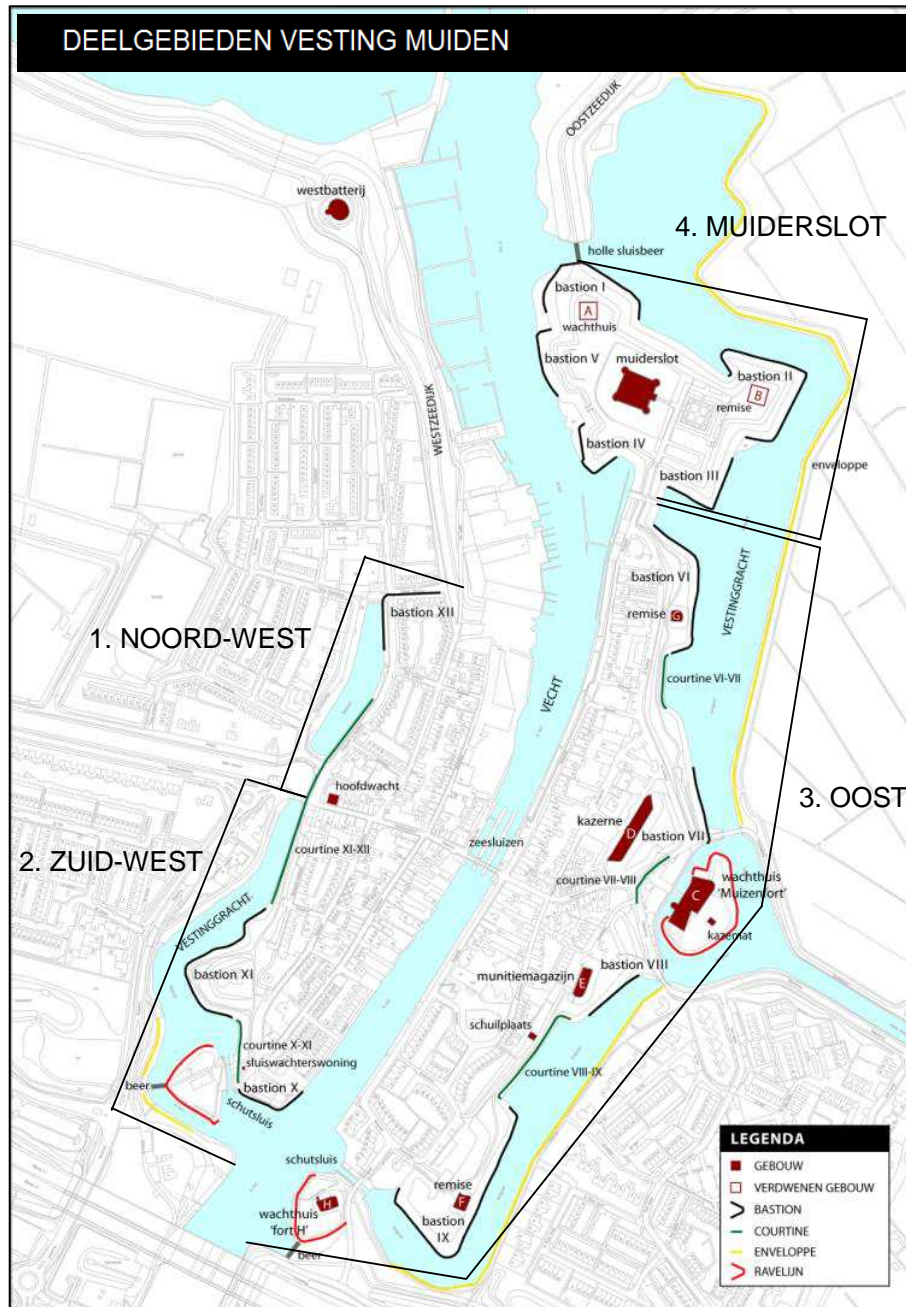 DEELGEBIEDEN VESTING MUIDEN
OOSTZEEDIJK
westbatterij
4. MUIDERSLOT
holle sluisbeer
bastion I
A
wachthuis
bastion V
muiderslot
bastion II
remise
B
WESTZEEDIJK
bastion IV
bastion III
enveloppe
VESTINGGRACHT
bastion VI
bastion XII
remise
G
1. NOORD-WEST
courtine VI-VII
VECHT
hoofdwacht
3. OOST
kazerne
D
bastion VII
zeesluizen
2. ZUID-WEST
courtine XI-XII
courtine VII-VIII
wachthuis
'Muizenfort'
C
kazemat
VESTINGGRACHT
bastion XI
bastion VIII
munitiemagazijn
E
schuilplaats
courtine X-XI
sluiswachterswoning
courtine VIII-IX
beer
bastion X
schutsluis
schutsluis
remise
F
H
wachthuis
'fort H'
bastion
IX
beer
LEGENDA
GEBOUW
VERDWENEN GEBOUW
BASTION
COURTINE
ENVELOPPE
RAVELIJN